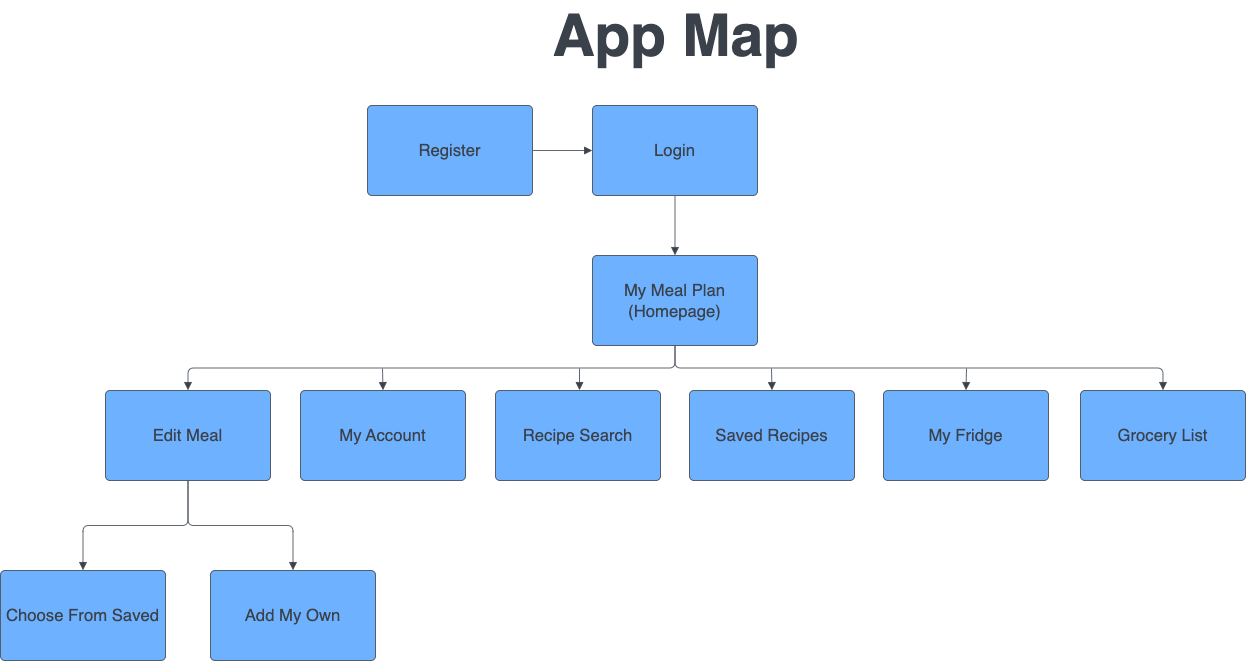 App Map
Register
Login
My Meal Plan
(Homepage)
Edit Meal
My Account
Recipe Search
Saved Recipes
My Fridge
Grocery List
Choose From Saved
Add My Own